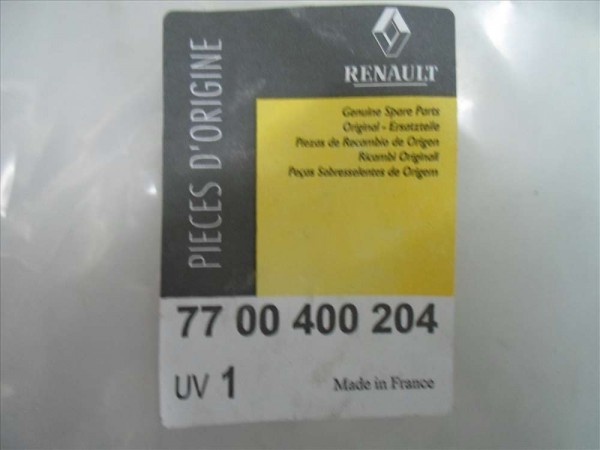 PIECES D'ORIGINE
RENAULT
Genuine Spare Parts
Original - Ersatzteile
Piezas de Recambio de Origen
Ricambi Originali
Peças Sobresselentes de Origem
77 00 400 204
UV 1
Made in France